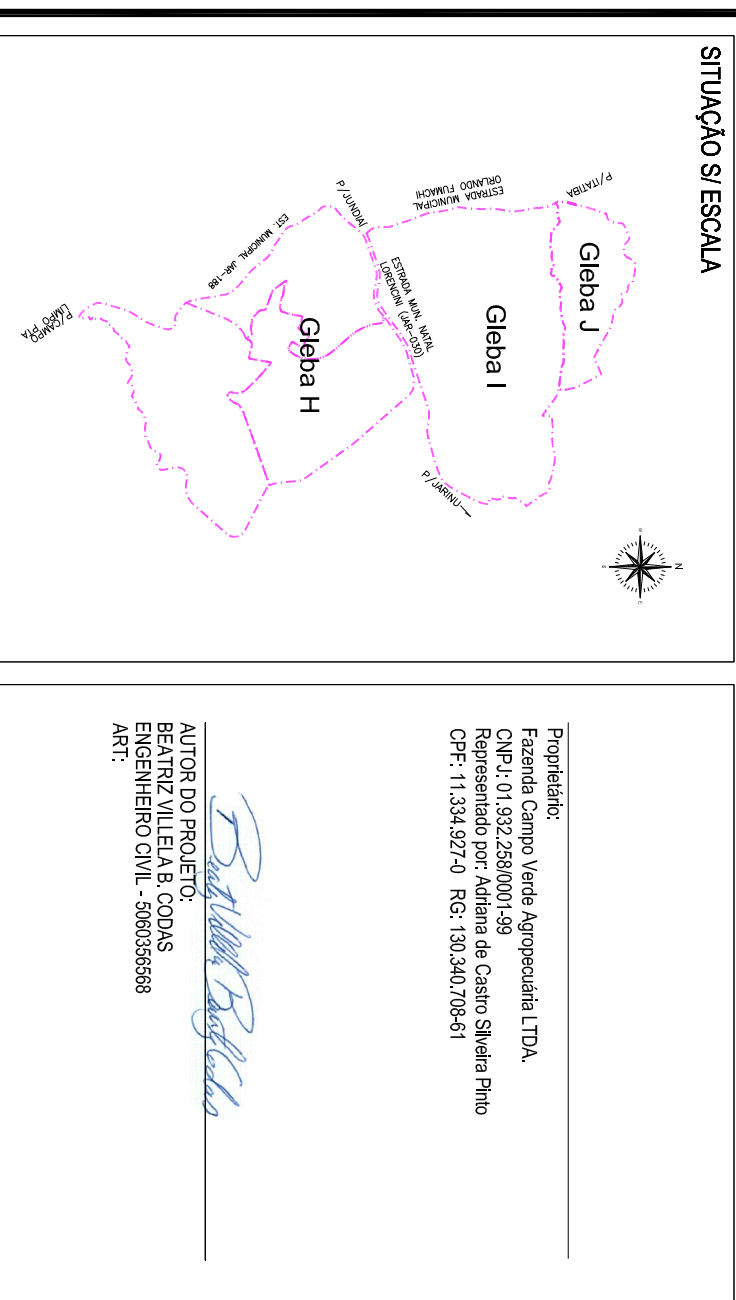 SITUAÇÃO S/ ESCALA
P/ITATIBA
Gleba J
ESTRADA MUNICIPAL
ORLANDO FUMACHI
Gleba I
P/JUNDIAÍ
ESTRADA MUN. NATAL
LORENCINI (JAR-030)
EST. MUNICIPAL JAR-188
Gleba H
P/JARINU
P/CAMPO
LIMPO PTA
N
Proprietário:
Fazenda Campo Verde Agropecuária LTDA.
CNPJ: 01.932.258/0001-99
Representado por: Adriana de Castro Silveira Pinto
CPF: 11.334.927-0 RG: 130.340.708-61
AUTOR DO PROJETO:
BEATRIZ VILLELA B. CODAS
ENGENHEIRO CIVIL - 5060356568
ART: